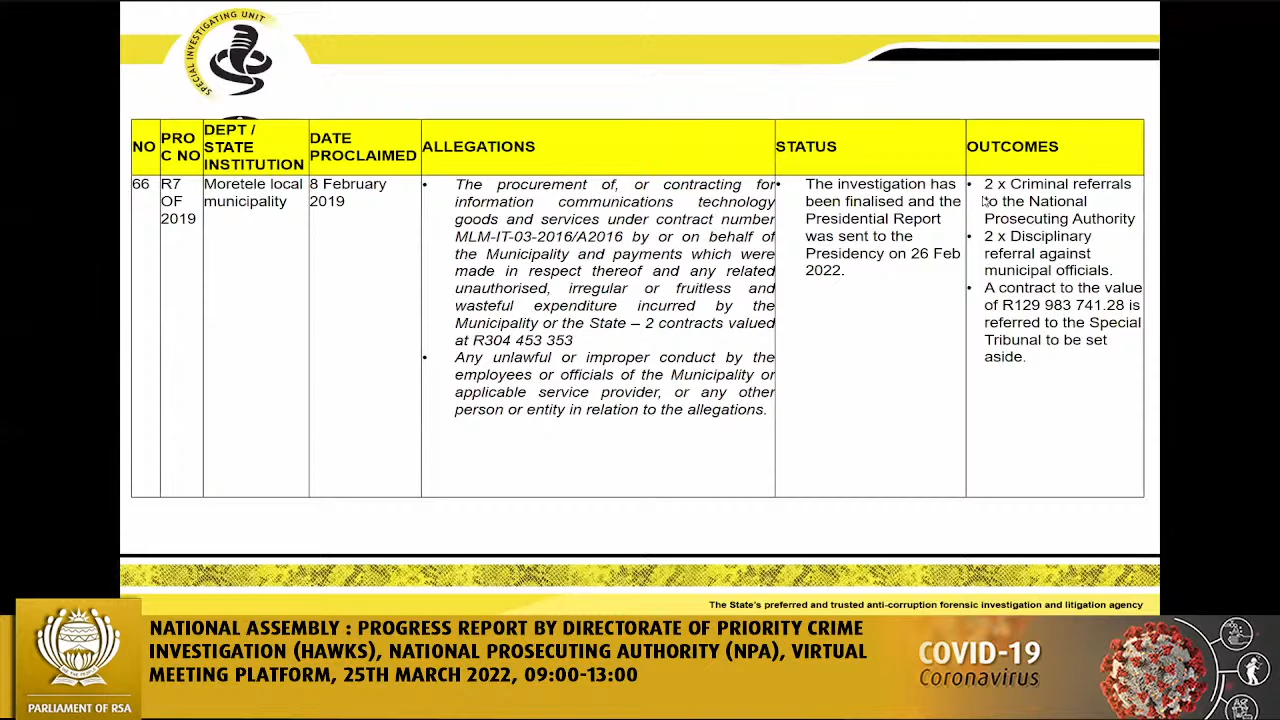 SPECIAL INVESTIGATING UNIT
NO
PRO
C NO
DEPT /
STATE
INSTITUTION
DATE
PROCLAIMED
ALLEGATIONS
STATUS
OUTCOMES
66
R7
OF
2019
Moretele local
municipality
8 February
2019
• The procurement of, or contracting for
information communications technology
goods and services under contract number
MLM-IT-03-2016/A2016 by or on behalf of
the Municipality and payments which were
made in respect thereof and any related
unauthorised, irregular or fruitless and
wasteful expenditure incurred by the
Municipality or the State – 2 contracts valued
at R304 453 353
• Any unlawful or improper conduct by the
employees or officials of the Municipality or
applicable service provider, or any other
person or entity in relation to the allegations.
• The investigation has
been finalised and the
Presidential Report
was sent to the
Presidency on 26 Feb
2022.
• 2 x Criminal referrals
to the National
Prosecuting Authority
• 2 x Disciplinary
referral against
municipal officials.
• A contract to the value
of R129 983 741.28 is
referred to the Special
Tribunal to be set
aside.
The State's preferred and trusted anti-corruption forensic investigation and litigation agency
NATIONAL ASSEMBLY : PROGRESS REPORT BY DIRECTORATE OF PRIORITY CRIME
INVESTIGATION (HAWKS), NATIONAL PROSECUTING AUTHORITY (NPA), VIRTUAL
MEETING PLATFORM, 25TH MARCH 2022, 09:00-13:00
PARLIAMENT OF RSA
COVID-19
Coronavirus